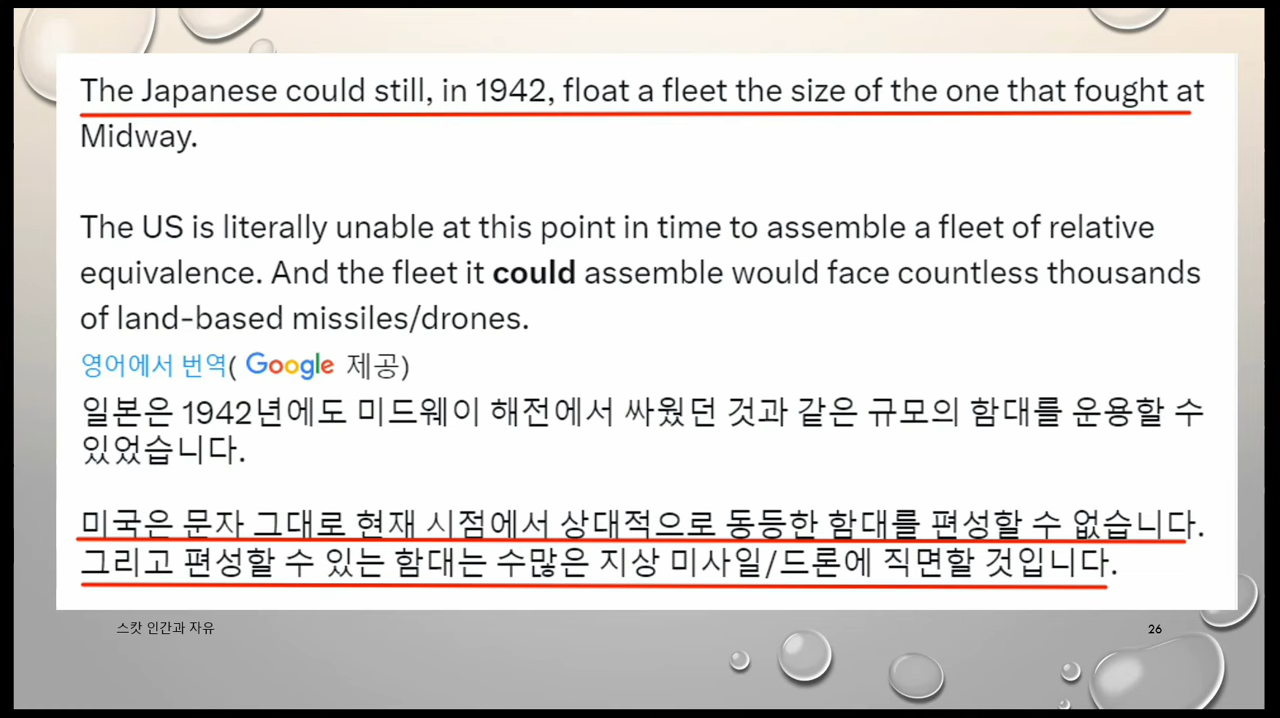 The Japanese could still, in 1942, float a fleet the size of the one that fought at
Midway.
The US is literally unable at this point in time to assemble a fleet of relative
equivalence. And the fleet it could assemble would face countless thousands
of land-based missiles/drones.
영어에서 번역( Google 제공)
일본은 1942년에도 미드웨이 해전에서 싸웠던 것과 같은 규모의 함대를 운용할 수
있었습니다.
미국은 문자 그대로 현재 시점에서 상대적으로 동등한 함대를 편성할 수 없습니다.
그리고 편성할 수 있는 함대는 수많은 지상 미사일/드론에 직면할 것입니다.
스캇 인간과 자유
26